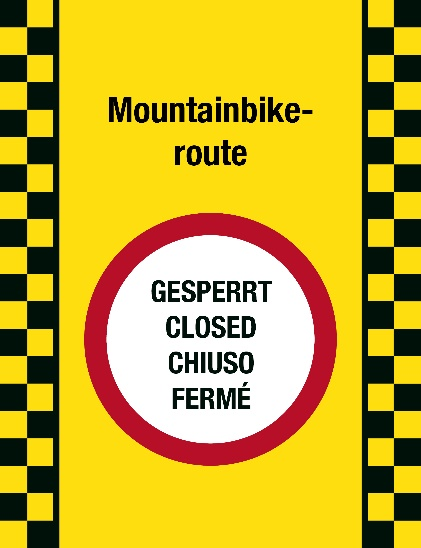 Mountainbike-
route
GESPERRT
CLOSED
CHIUSO
FERMÉ